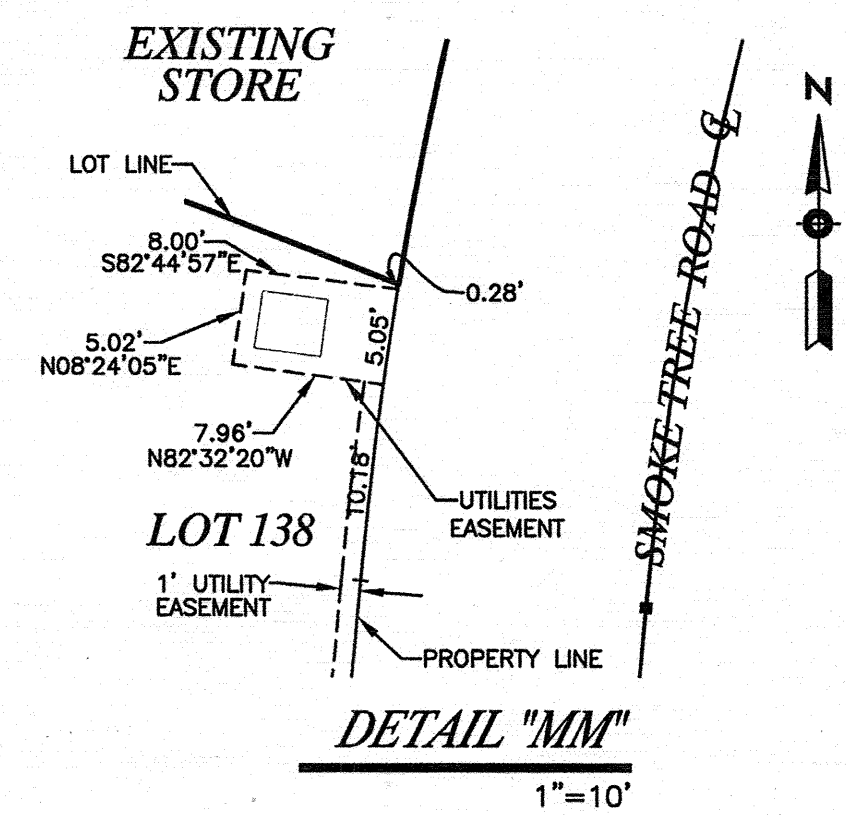 EXISTING
STORE
N
LOT LINE
8.00'
S82°44'57"E
0.28'
5.02'
N08°24'05"E
5.05'
7.96'
N82°32'20"W
10.18'
UTILITIES
EASEMENT
LOT 138
1' UTILITY
EASEMENT
PROPERTY LINE
SMOKE TREE ROAD ℄
DETAIL "MM"
1"=10'